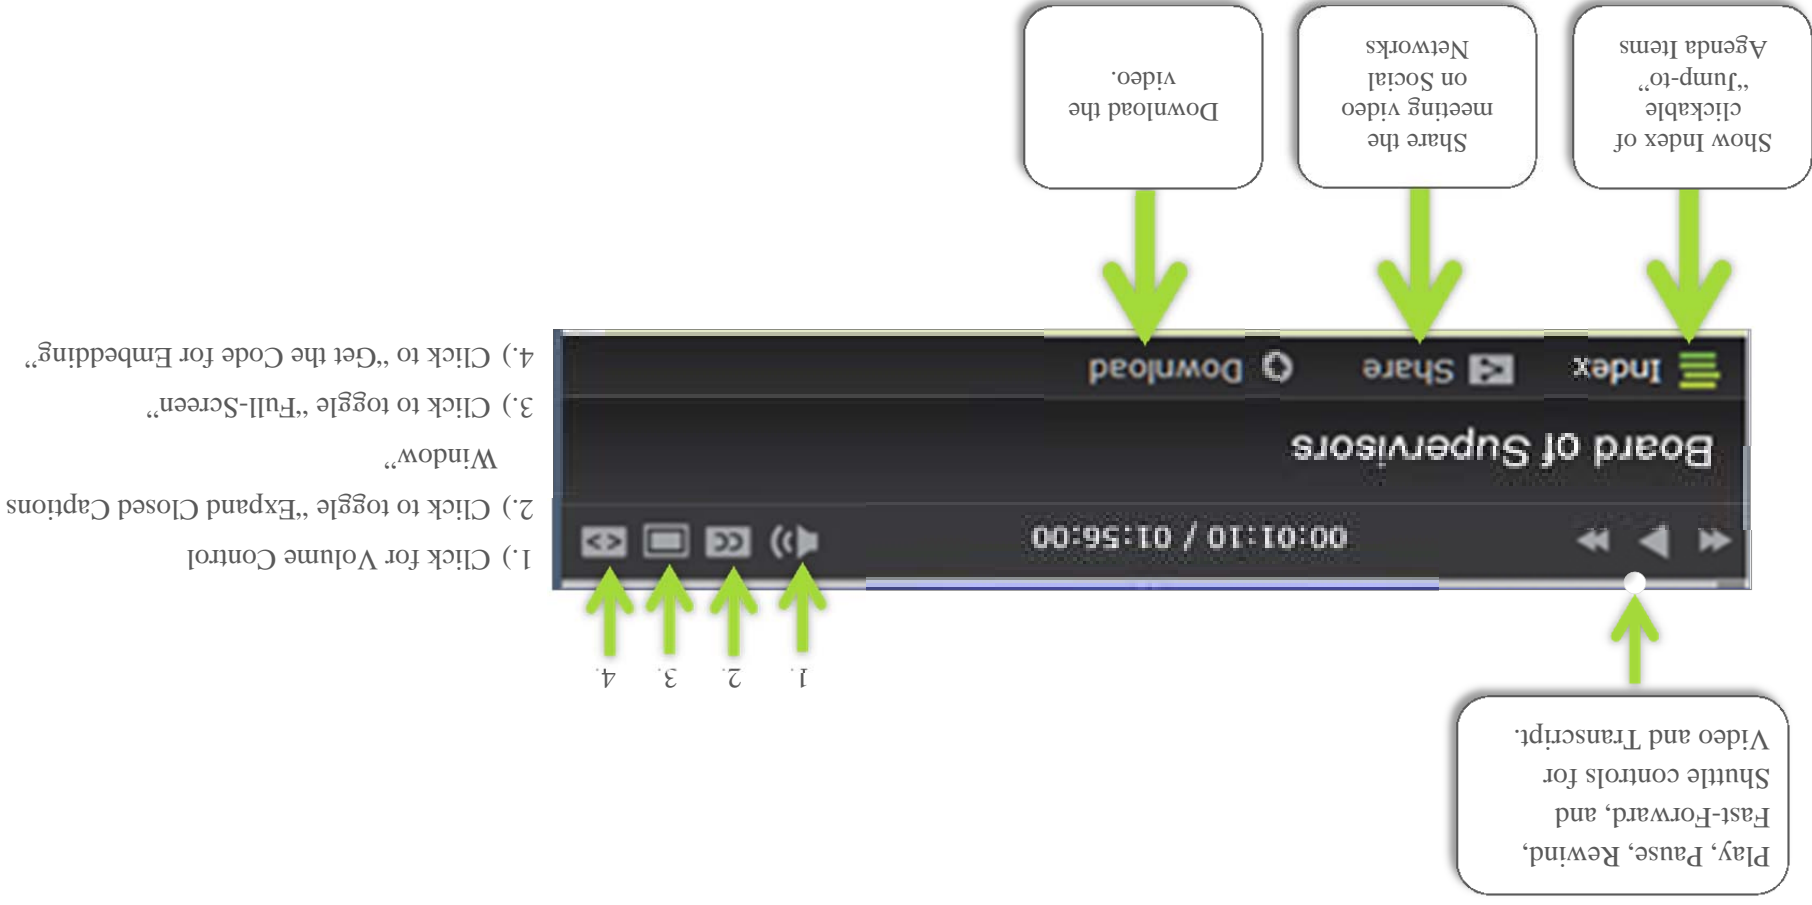 Play, Pause, Rewind,
Fast-Forward, and
Shuttle controls for
Video and Transcript.
1.
2.
3.
4.
00:01:10 / 01:56:00
CC
<>
Board of Supervisors
Index
Share
Download
1.) Click for Volume Control
2.) Click to toggle “Expand Closed Captions
Window”
3.) Click to toggle “Full-Screen”
4.) Click to “Get the Code for Embedding”
Show Index of
clickable
“Jump-to”
Agenda Items
Share the
meeting video
on Social
Networks
Download the
video.